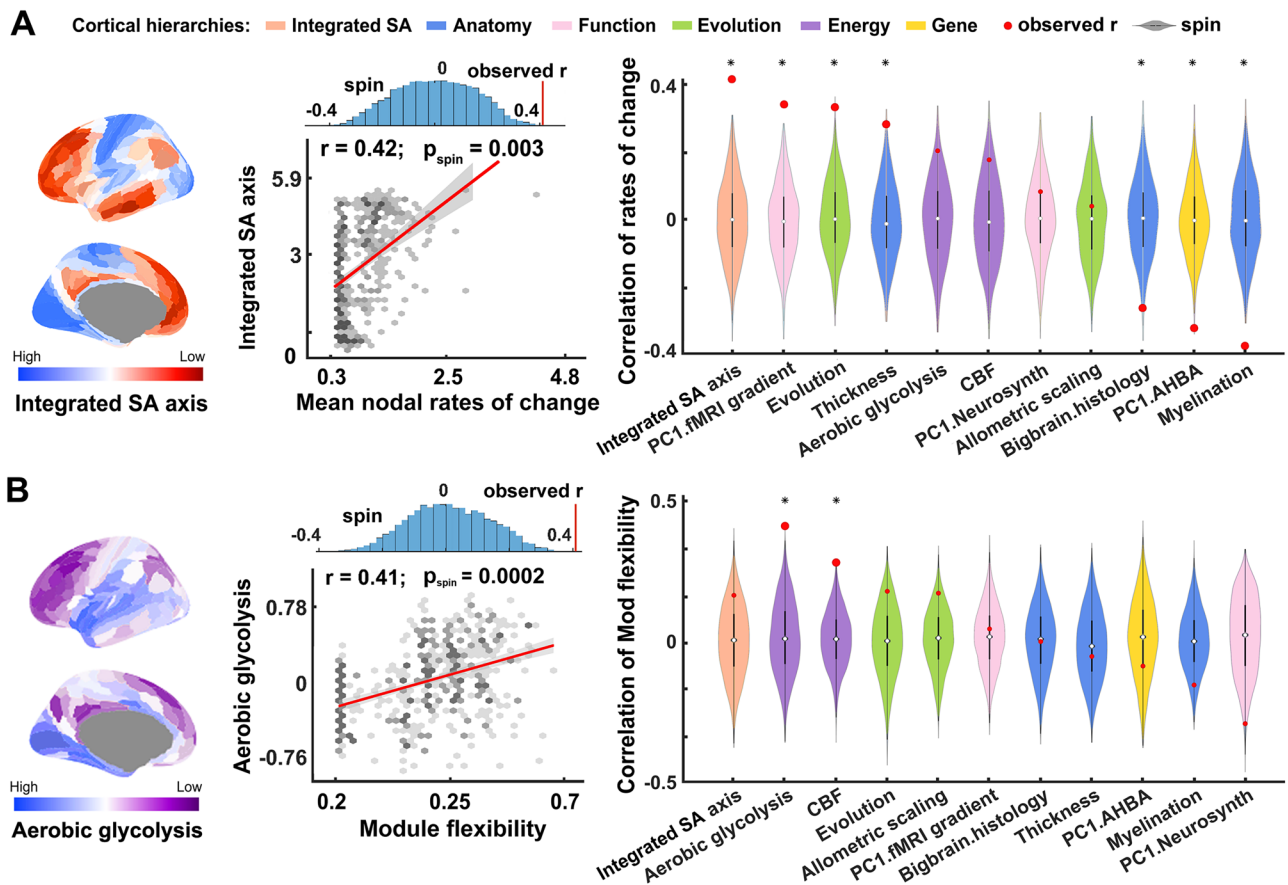 A
Cortical hierarchies: Integrated SA Anatomy Function Evolution Energy Gene observed r spin
0
spin observed r
-0.4 0.4
r = 0.42; p_spin = 0.003
5.9
3
0
Integrated SA axis
0.3 2.5 4.8
Mean nodal rates of change
High Low
Integrated SA axis
* * * * * * *
0.4
0
-0.4
Correlation of rates of change
Integrated SA axis
PC1.fMRI gradient
Evolution
Thickness
Aerobic glycolysis
CBF
PC1.Neurosynth
Allometric scaling
Bigbrain.histology
PC1.AHBA
Myelination
B
0
spin observed r
-0.4 0.4
r = 0.41; p_spin = 0.0002
0.78
0
-0.76
Aerobic glycolysis
0.2 0.25 0.7
Module flexibility
High Low
Aerobic glycolysis
* *
0.5
0
-0.5
Correlation of Mod flexibility
Integrated SA axis
Aerobic glycolysis
CBF
Evolution
Allometric scaling
PC1.fMRI gradient
Bigbrain.histology
Thickness
PC1.AHBA
Myelination
PC1.Neurosynth